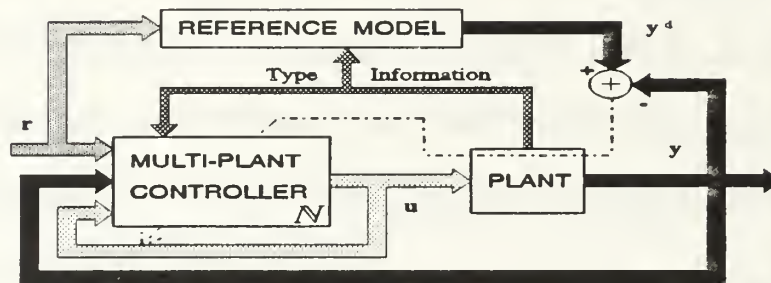 REFERENCE MODEL
y d
Type Information
+
+
-
r
y
MULTI-PLANT
CONTROLLER
N
PLANT
u